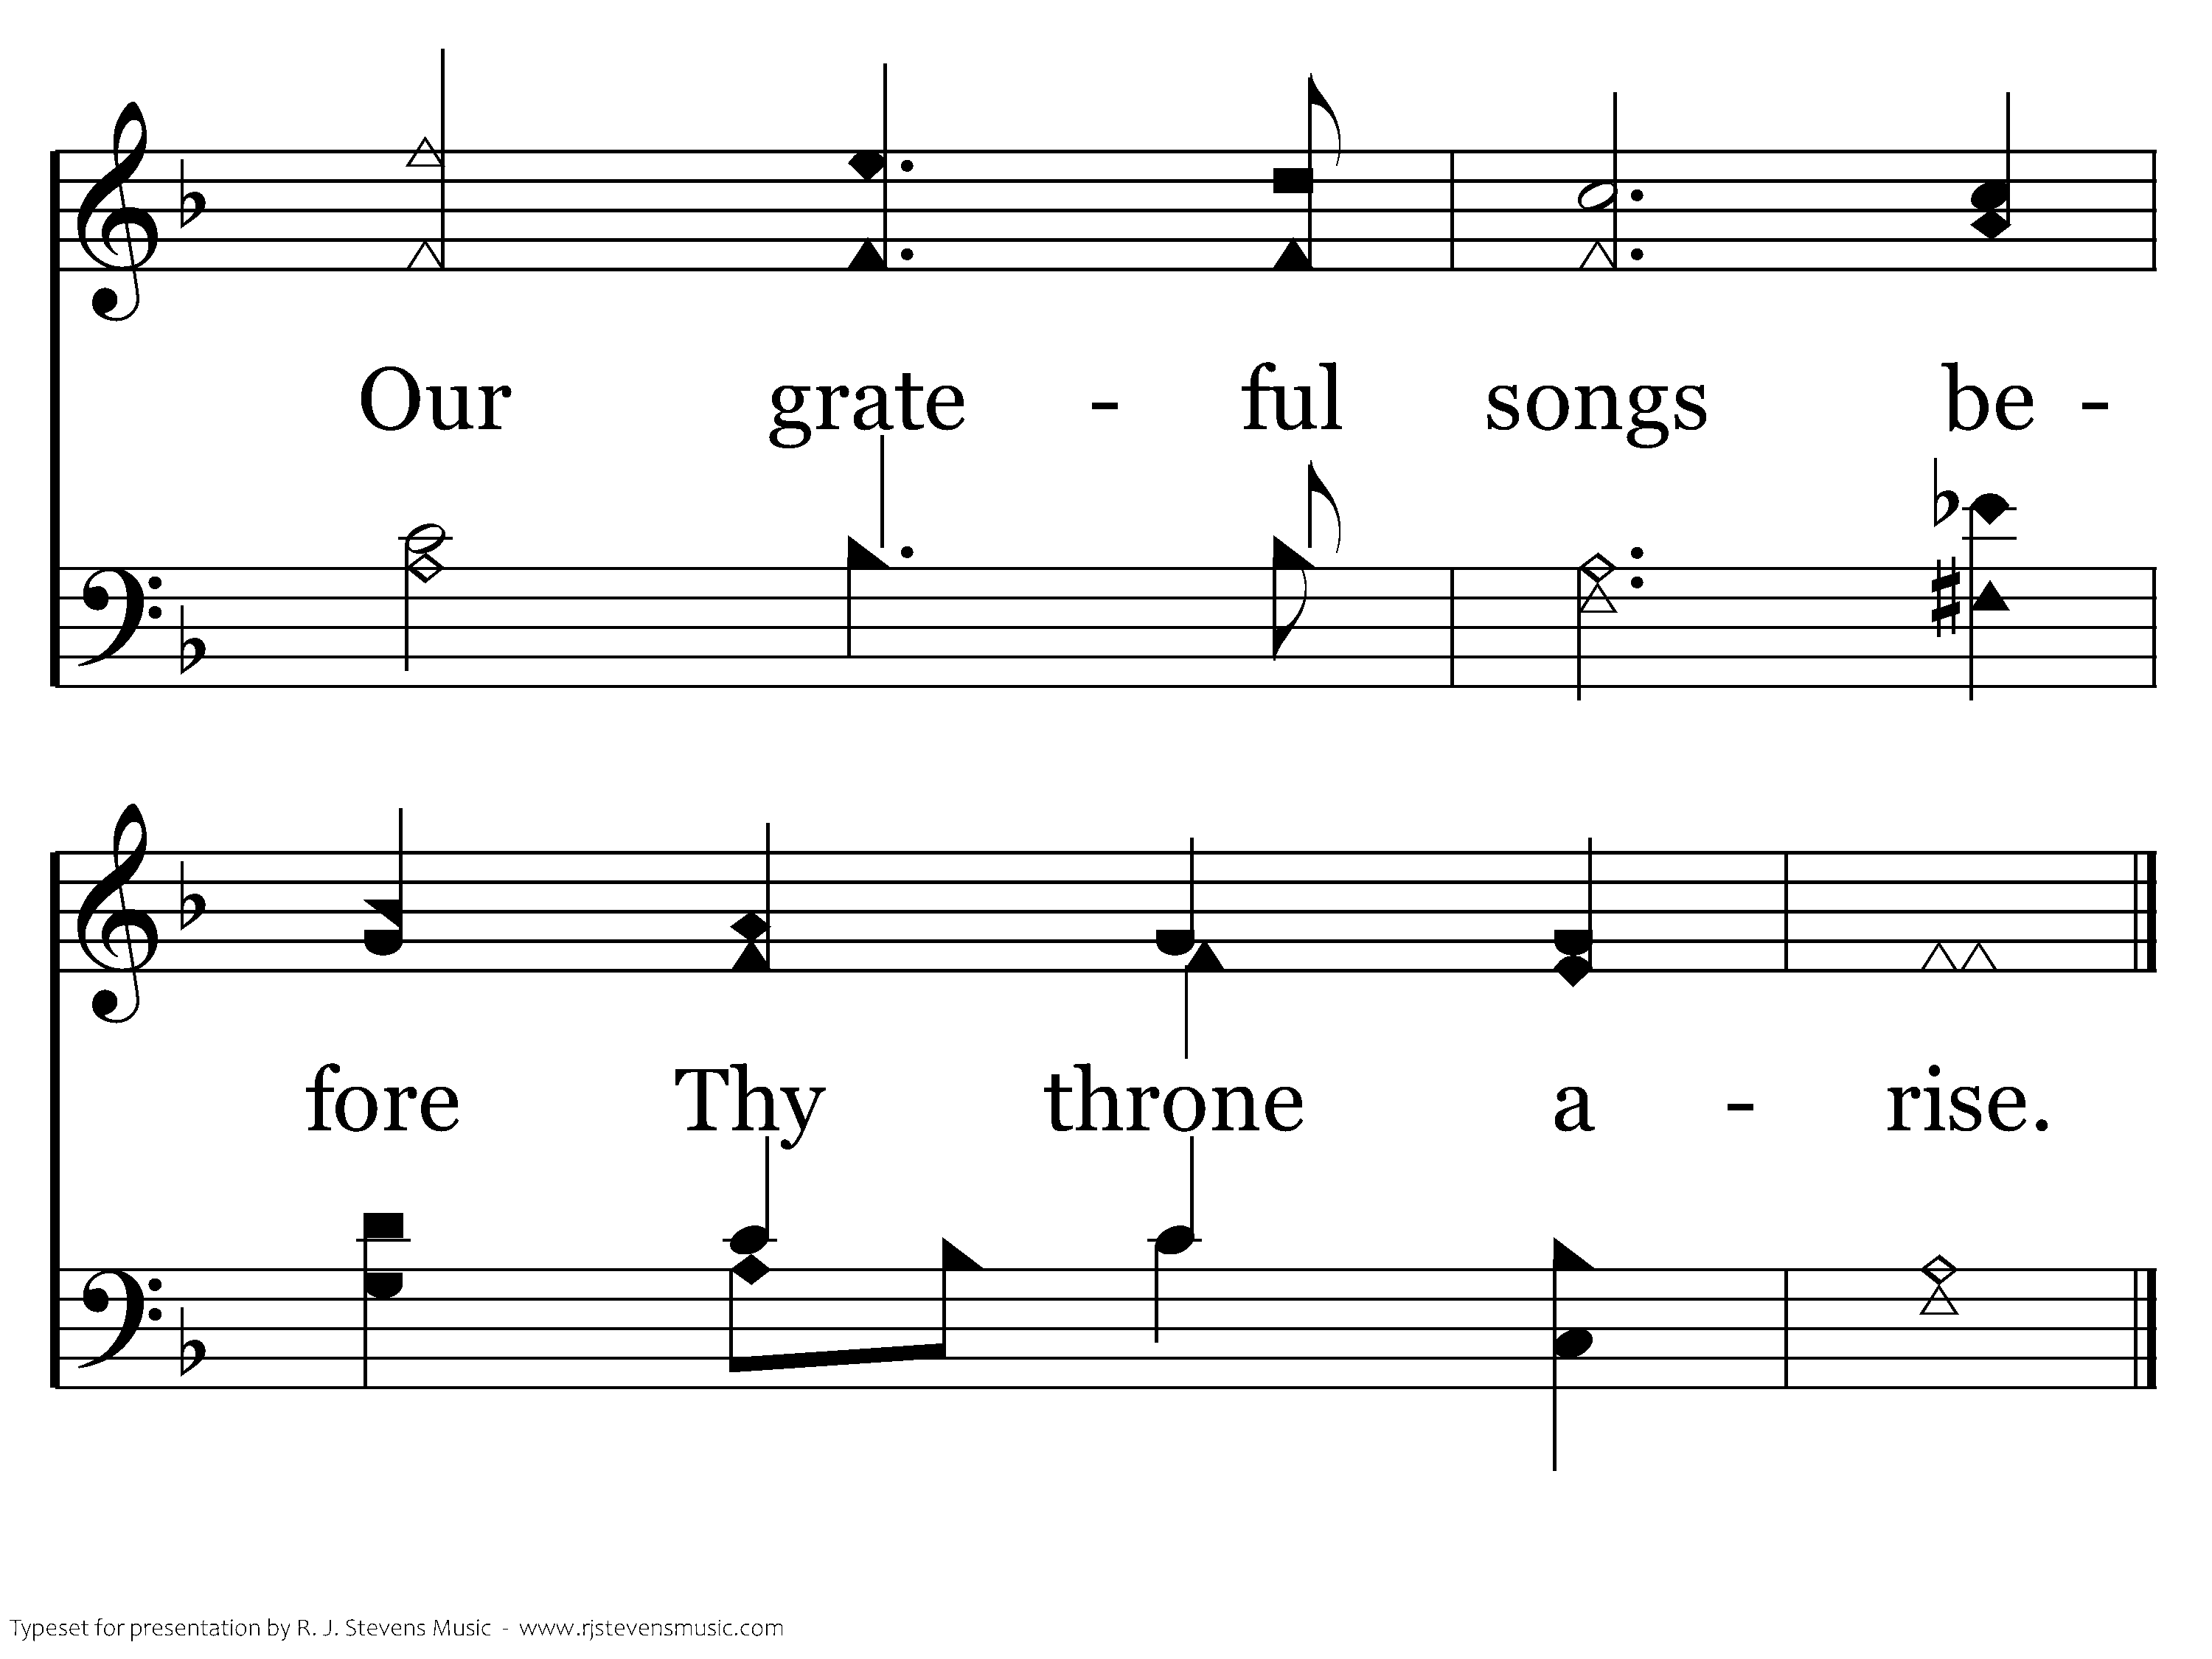 Our grate - ful songs be -
fore Thy throne a - rise.
Typeset for presentation by R. J. Stevens Music - www.rjstevensmusic.com